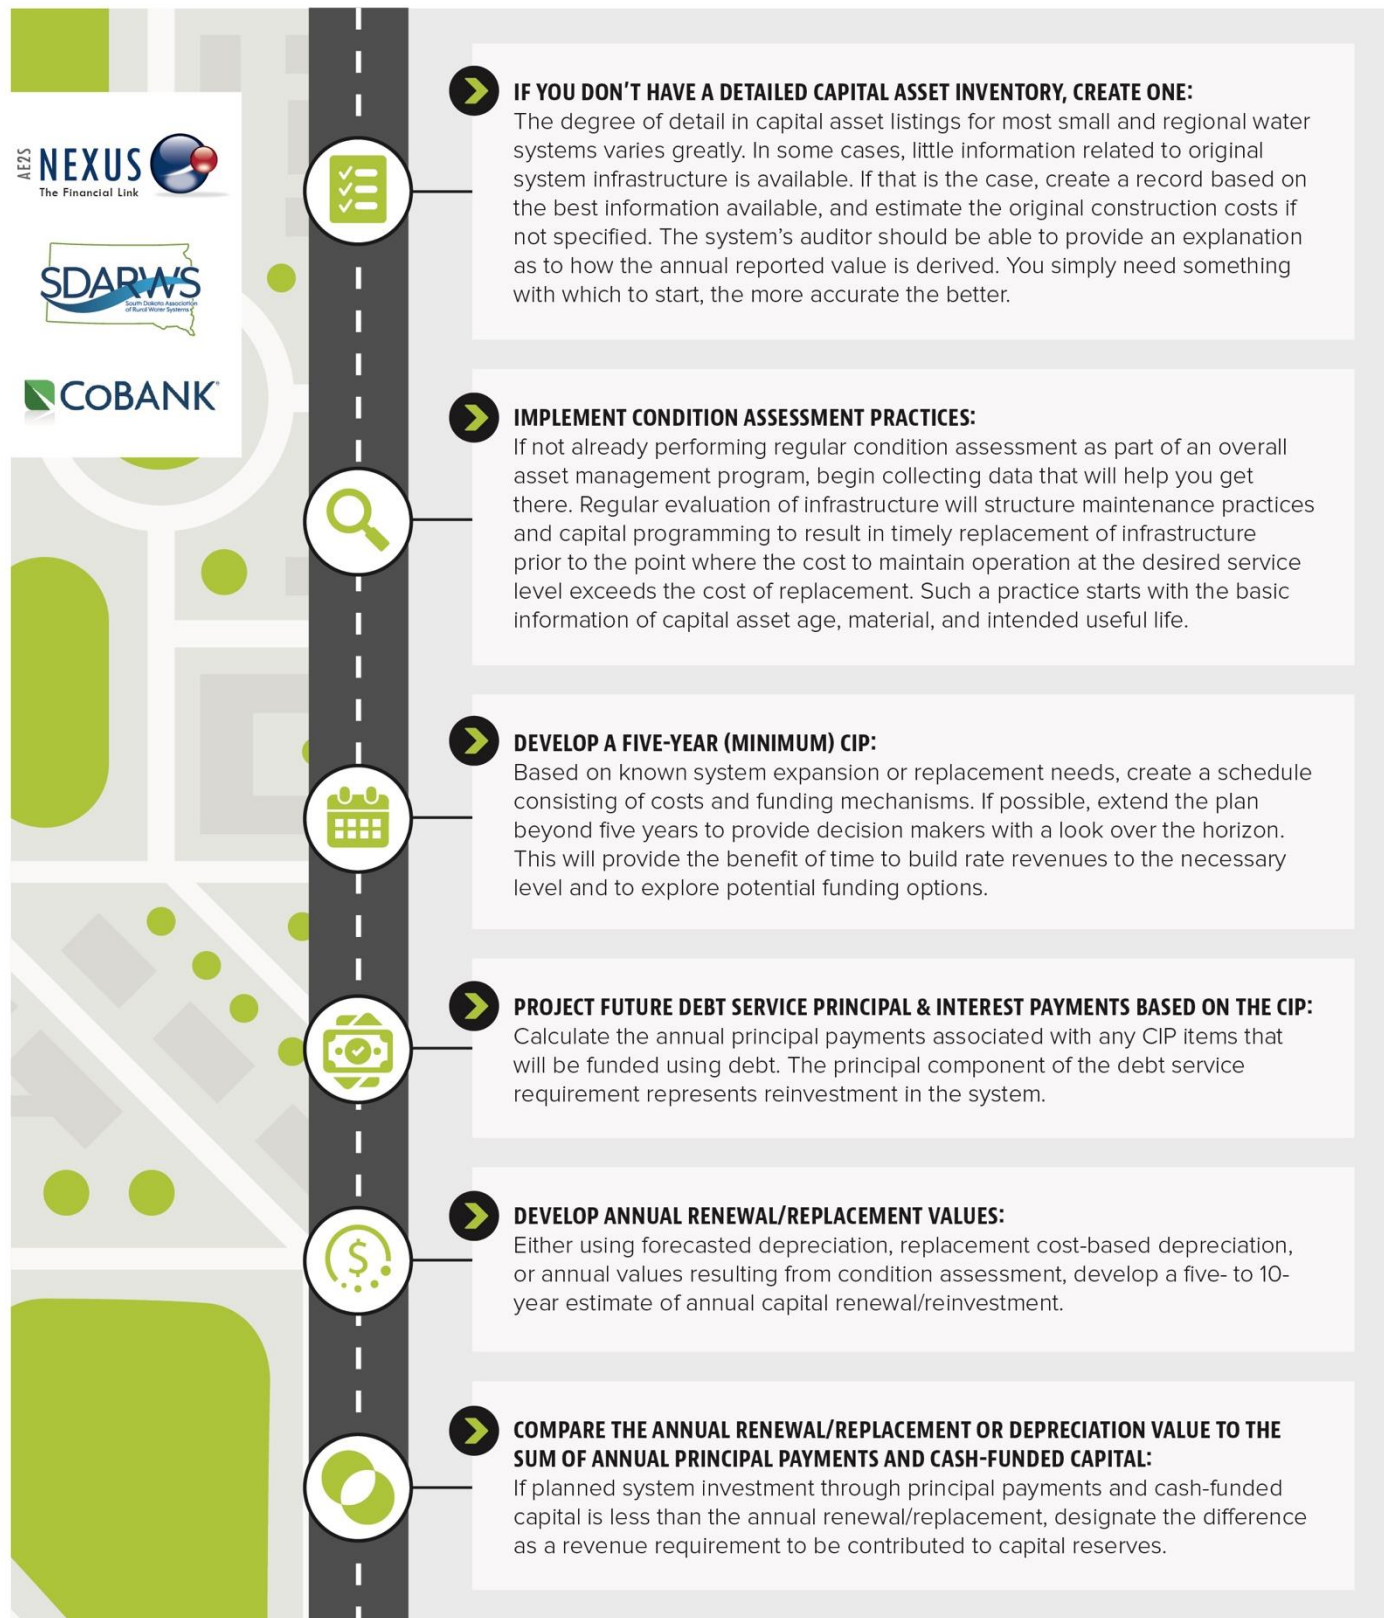 AE2S
NEXUS
The Financial Link
SDARWS
South Dakota Association
of Rural Water Systems
COBANK®
IF YOU DON'T HAVE A DETAILED CAPITAL ASSET INVENTORY, CREATE ONE:
The degree of detail in capital asset listings for most small and regional water
systems varies greatly. In some cases, little information related to original
system infrastructure is available. If that is the case, create a record based on
the best information available, and estimate the original construction costs if
not specified. The system's auditor should be able to provide an explanation
as to how the annual reported value is derived. You simply need something
with which to start, the more accurate the better.
IMPLEMENT CONDITION ASSESSMENT PRACTICES:
If not already performing regular condition assessment as part of an overall
asset management program, begin collecting data that will help you get
there. Regular evaluation of infrastructure will structure maintenance practices
and capital programming to result in timely replacement of infrastructure
prior to the point where the cost to maintain operation at the desired service
level exceeds the cost of replacement. Such a practice starts with the basic
information of capital asset age, material, and intended useful life.
DEVELOP A FIVE-YEAR (MINIMUM) CIP:
Based on known system expansion or replacement needs, create a schedule
consisting of costs and funding mechanisms. If possible, extend the plan
beyond five years to provide decision makers with a look over the horizon.
This will provide the benefit of time to build rate revenues to the necessary
level and to explore potential funding options.
PROJECT FUTURE DEBT SERVICE PRINCIPAL & INTEREST PAYMENTS BASED ON THE CIP:
Calculate the annual principal payments associated with any CIP items that
will be funded using debt. The principal component of the debt service
requirement represents reinvestment in the system.
DEVELOP ANNUAL RENEWAL/REPLACEMENT VALUES:
Either using forecasted depreciation, replacement cost-based depreciation,
or annual values resulting from condition assessment, develop a five- to 10-
year estimate of annual capital renewal/reinvestment.
$
COMPARE THE ANNUAL RENEWAL/REPLACEMENT OR DEPRECIATION VALUE TO THE
SUM OF ANNUAL PRINCIPAL PAYMENTS AND CASH-FUNDED CAPITAL:
If planned system investment through principal payments and cash-funded
capital is less than the annual renewal/replacement, designate the difference
as a revenue requirement to be contributed to capital reserves.